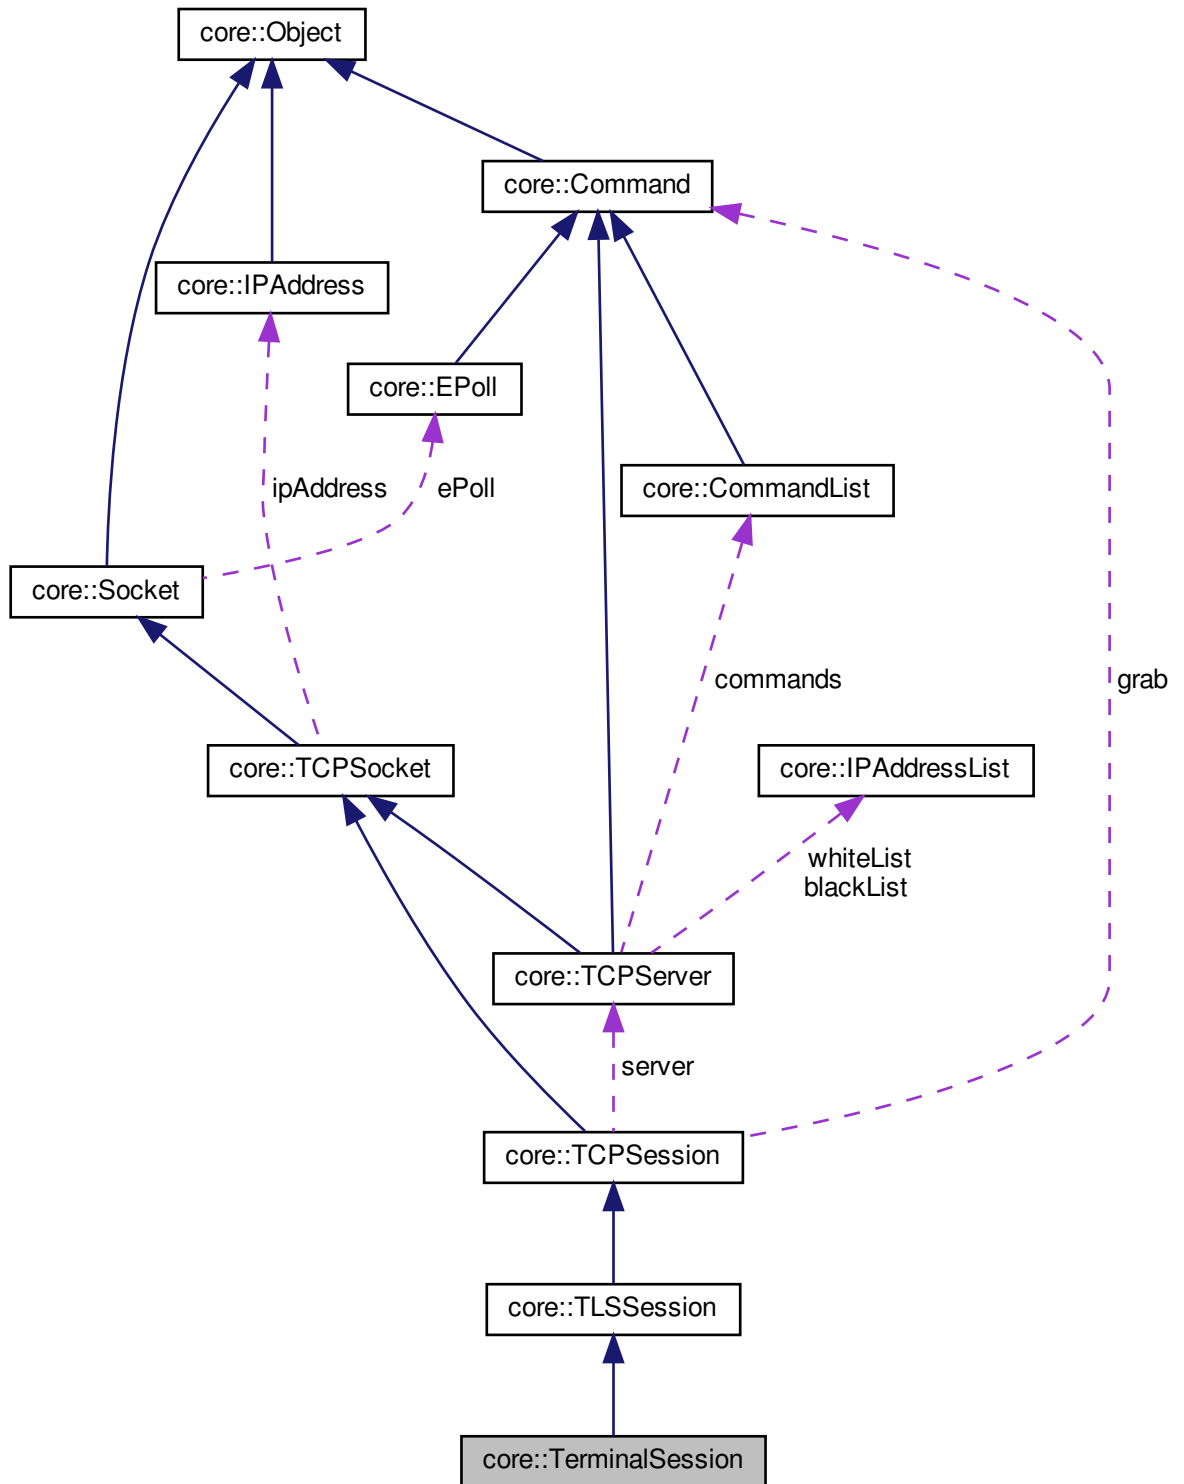 core::Object
core::Command
core::IPAddress
core::EPoll
ipAddress
ePoll
core::CommandList
core::Socket
commands
grab
core::TCPSocket
core::IPAddressList
whiteList
blackList
core::TCPServer
server
core::TCPSession
core::TLSSession
core::TerminalSession